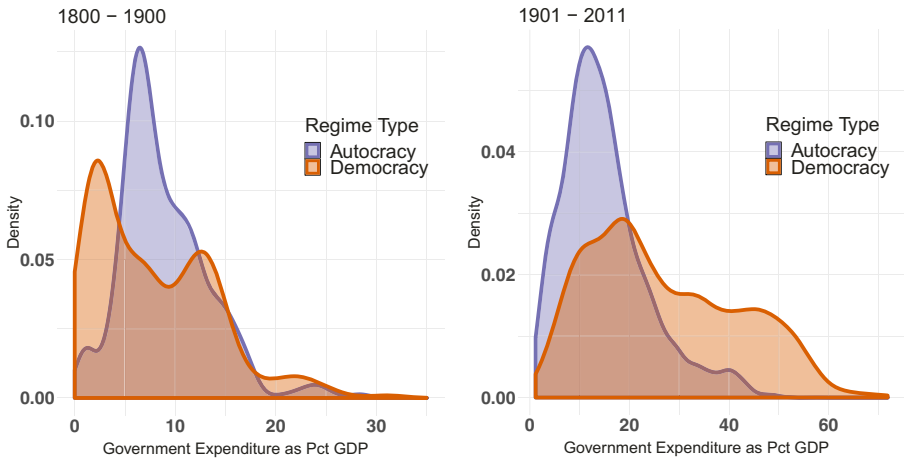 1800 − 1900
Density
0.10
0.05
0.00
Regime Type
Autocracy
Democracy
0
10
20
30
Government Expenditure as Pct GDP
1901 − 2011
Density
0.04
0.02
0.00
Regime Type
Autocracy
Democracy
0
20
40
60
Government Expenditure as Pct GDP